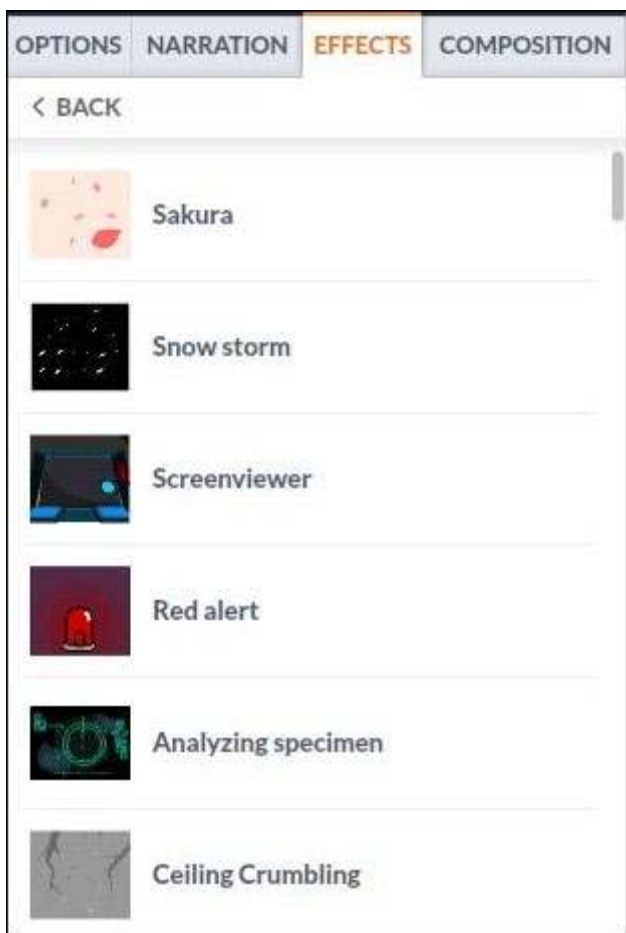 OPTIONS NARRATION EFFECTS COMPOSITION
< BACK
Sakura
Snow storm
Screenviewer
Red alert
Analyzing specimen
Ceiling Crumbling